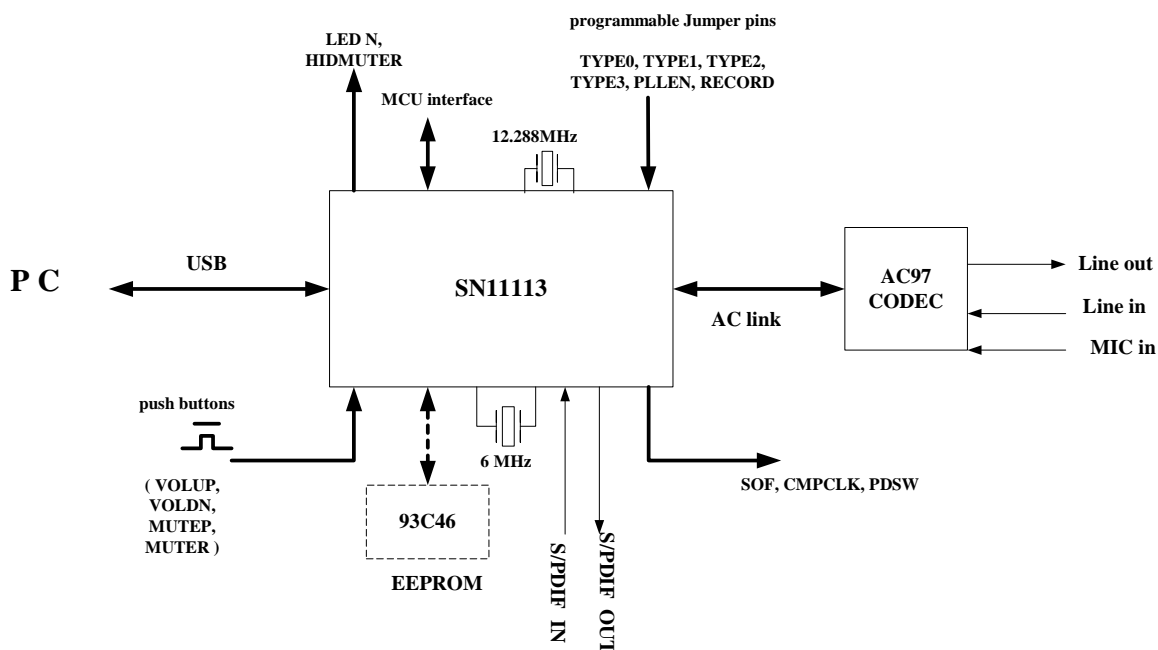 programmable Jumper pins
LED N,
HIDMUTER
TYPE0, TYPE1, TYPE2,
TYPE3, PLLEN, RECORD
MCU interface
12.288MHz
P C
USB
SN11113
AC link
AC97
CODEC
Line out
Line in
MIC in
push buttons
( VOLUP,
VOLDN,
MUTEP,
MUTER )
93C46
EEPROM
6 MHz
S/PDIF IN
S/PDIF OUT
SOF, CMPCLK, PDSW